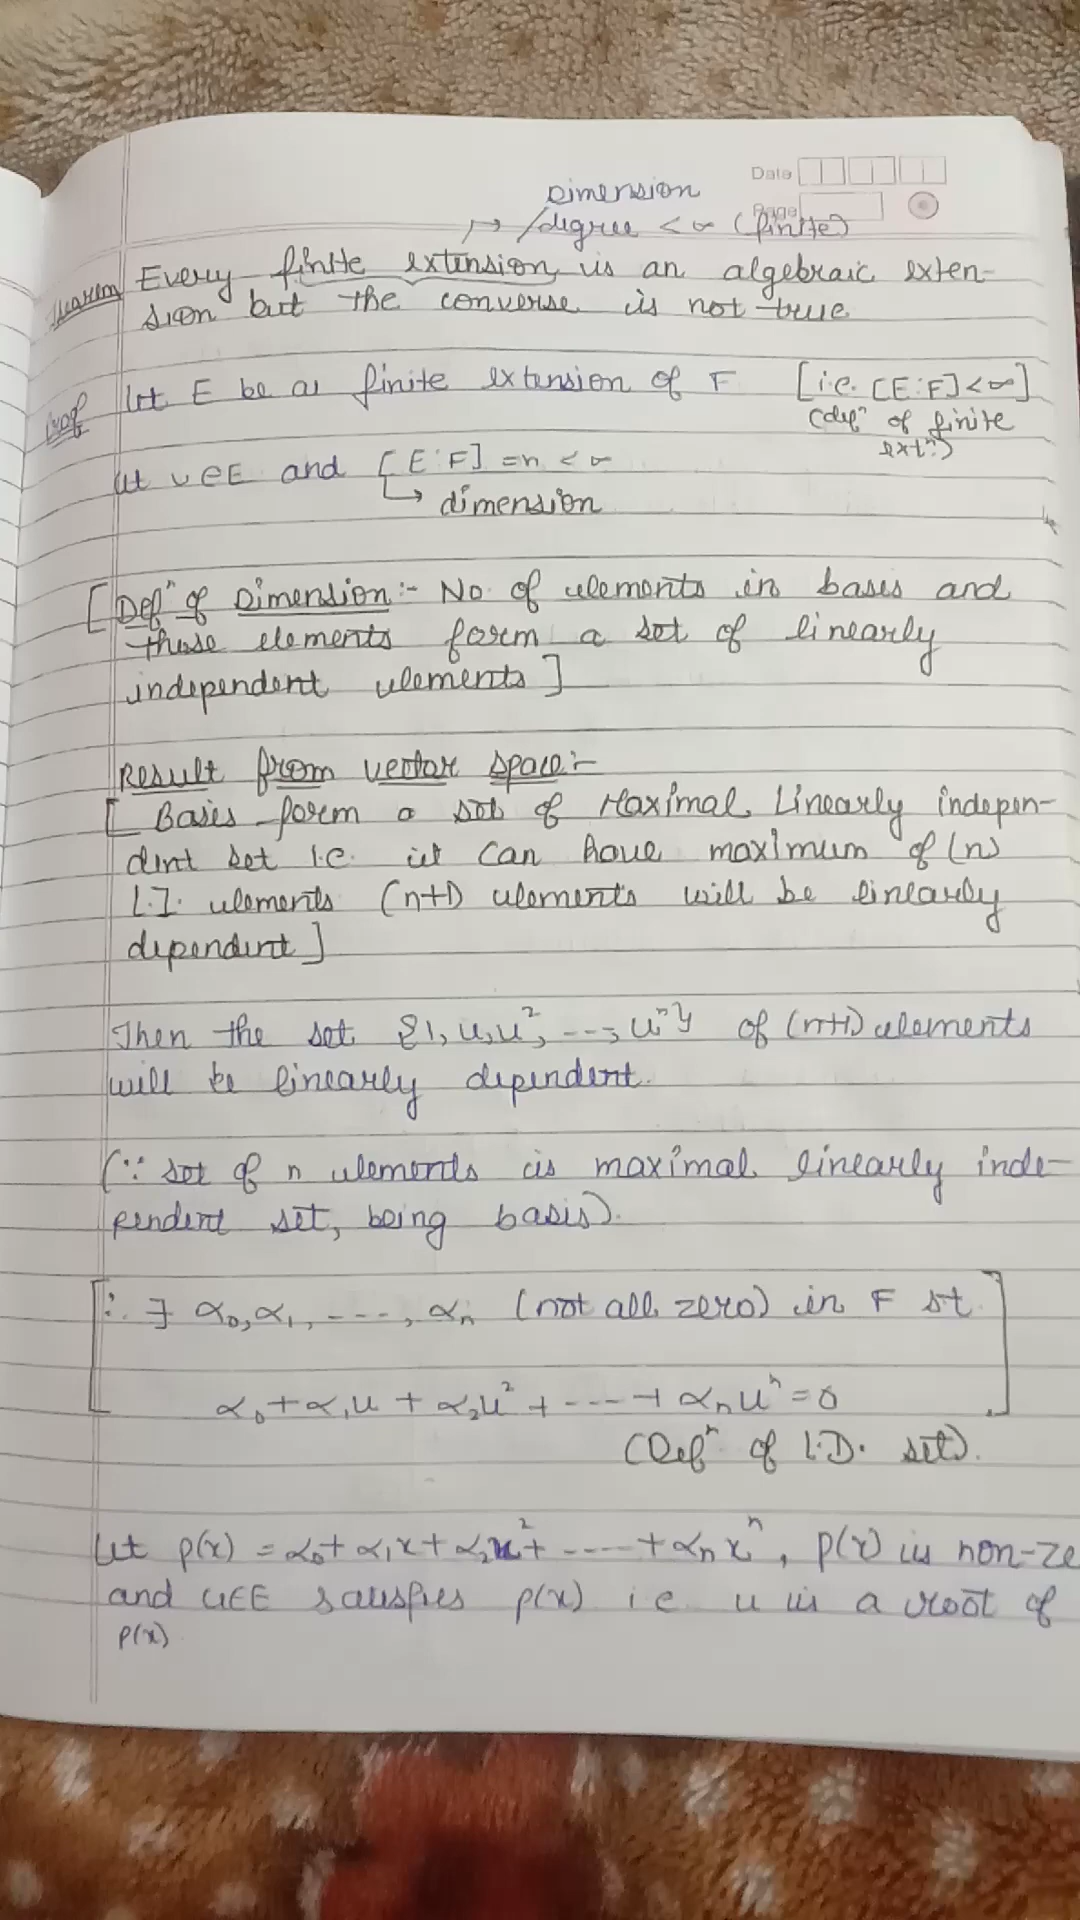 Date
Page
Dimension
/degree < ∞ (finite)
Theorem Every finite extension is an algebraic exten-
sion but the converse is not true
Proof Let E be a finite extension of F [i.e. [E:F] < ∞]
(defⁿ of finite
extⁿ)
Let u ∈ E and [E:F] = n < ∞
↳ dimension
[Defⁿ of Dimension:- No. of elements in bases and
these elements form a set of linearly
independent elements]
Result from vector space:-
[Basis form a set of Maximal Linearly indepen-
dent set i.e. it can have maximum of (n)
L.I. elements (n+1) elements will be linearly
dependent]
Then the set {1, u, u², ---, uⁿ} of (n+1) elements
will be linearly dependent.
(∵ set of n elements is maximal linearly inde-
pendent set, being basis).
∴ ∃ α₀, α₁, ---, αₙ (not all zero) in F st.
α₀ + α₁u + α₂u² + ---- + αₙuⁿ = 0
(Defⁿ of L.D. set).
Let p(x) = α₀ + α₁x + α₂x² + ---- + αₙxⁿ, p(x) is non-ze
and u∈E satisfies p(x) i.e u is a root of
p(x)